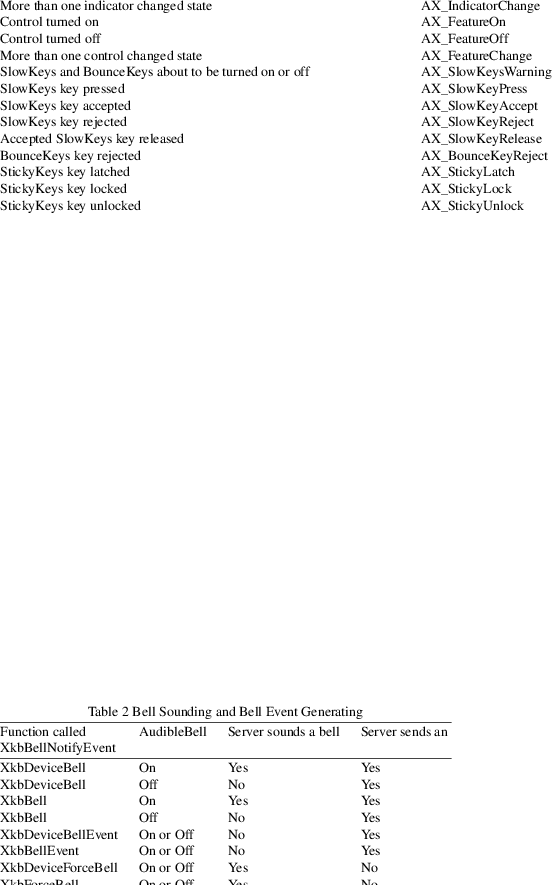 More than one indicator changed state AX_IndicatorChange
Control turned on AX_FeatureOn
Control turned off AX_FeatureOff
More than one control changed state AX_FeatureChange
SlowKeys and BounceKeys about to be turned on or off AX_SlowKeysWarning
SlowKeys key pressed AX_SlowKeyPress
SlowKeys key accepted AX_SlowKeyAccept
SlowKeys key rejected AX_SlowKeyReject
Accepted SlowKeys key released AX_SlowKeyRelease
BounceKeys key rejected AX_BounceKeyReject
StickyKeys key latched AX_StickyLatch
StickyKeys key locked AX_StickyLock
StickyKeys key unlocked AX_StickyUnlock
Table 2 Bell Sounding and Bell Event Generating
Function called AudibleBell Server sounds a bell Server sends an
XkbBellNotifyEvent
XkbDeviceBell On Yes Yes
XkbDeviceBell Off No Yes
XkbBell On Yes Yes
XkbBell Off No Yes
XkbDeviceBellEvent On or Off No Yes
XkbBellEvent On or Off No Yes
XkbDeviceForceBell On or Off Yes No
XkbForceBell On or Off Yes No